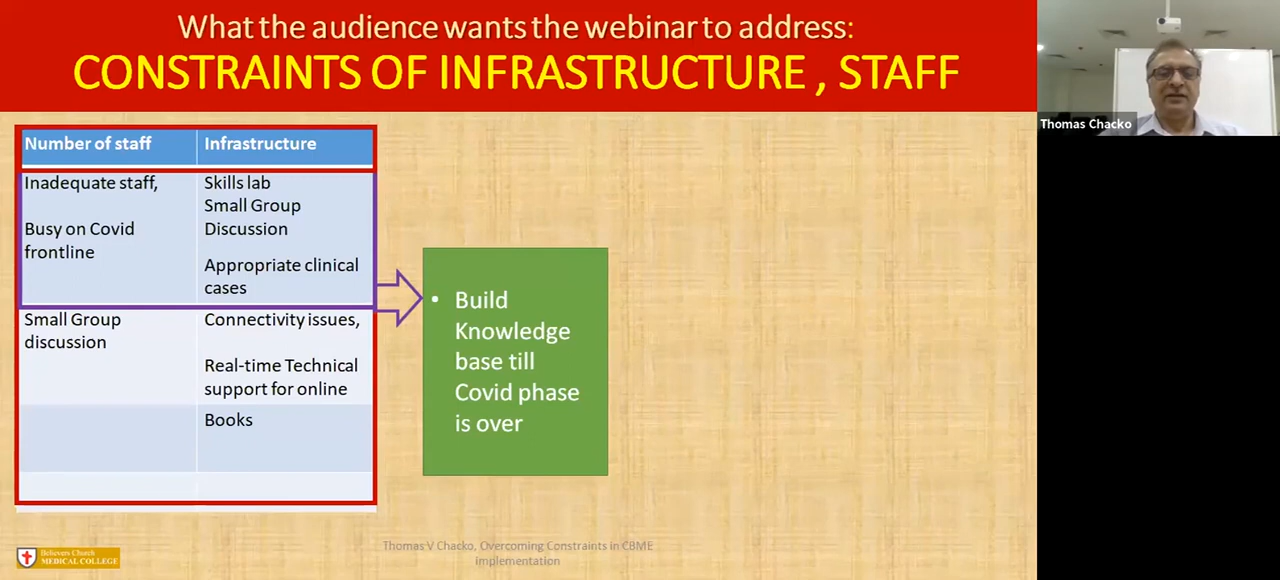 What the audience wants the webinar to address:
CONSTRAINTS OF INFRASTRUCTURE , STAFF
Thomas Chacko
Number of staff
Infrastructure
Inadequate staff,
Busy on Covid
frontline
Skills lab
Small Group
Discussion
Appropriate clinical
cases
Small Group
discussion
Connectivity issues,
Real-time Technical
support for online
Books
• Build
Knowledge
base till
Covid phase
is over
Believers Church
MEDICAL COLLEGE
Thomas V Chacko, Overcoming Constraints in CBME
implementation